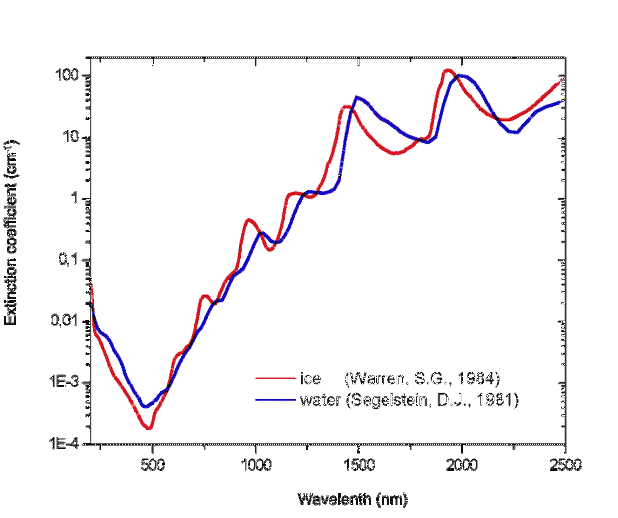 100
10
1
0,1
0,01
1E-3
1E-4
Extinction coefficient (cm-1)
ice (Warren, S.G., 1984)
water (Segelstein, D.J., 1981)
500 1000 1500 2000 2500
Wavelenth (nm)